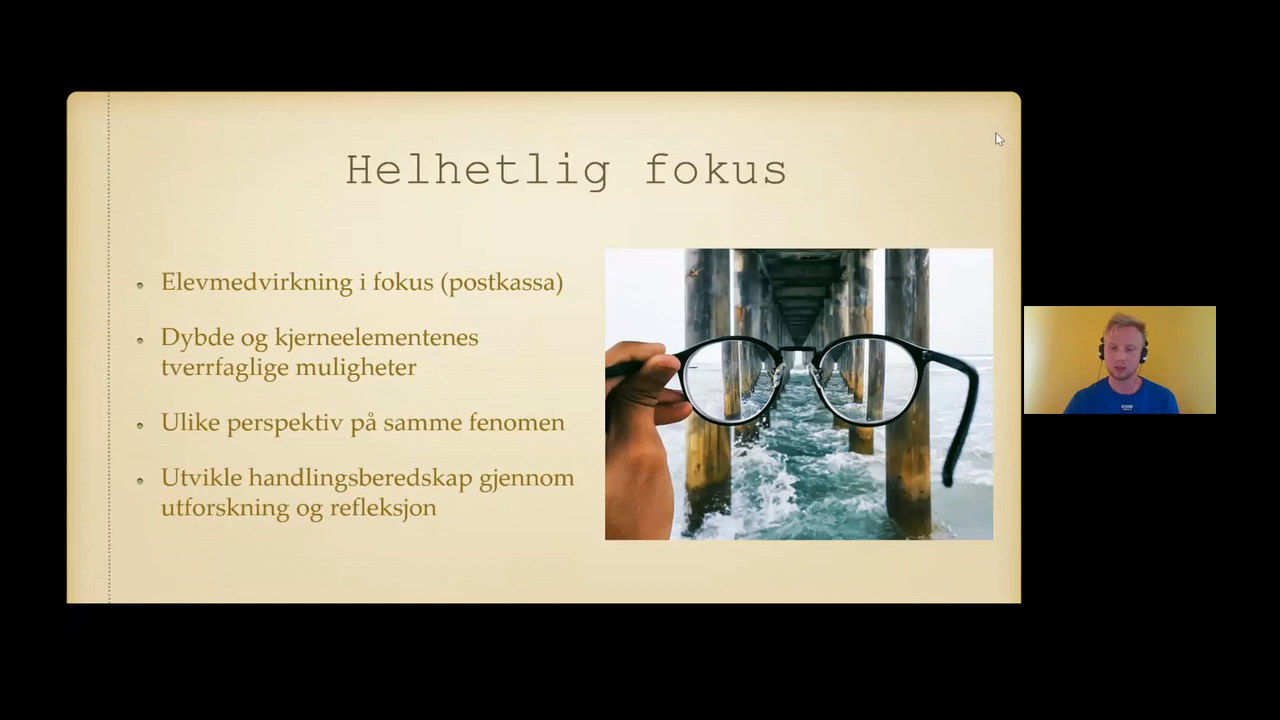 Helhetlig fokus
Elevmedvirkning i fokus (postkassa)
Dybde og kjerneelementenes
tverrfaglige muligheter
Ulike perspektiv på samme fenomen
Utvikle handlingsberedskap gjennom
utforskning og refleksjon